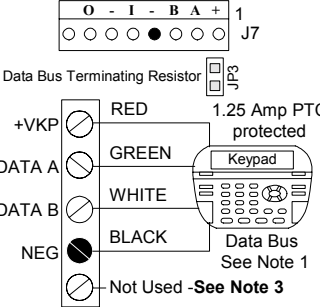 O - I - B A + 1
J7
Data Bus Terminating Resistor JP3
RED 1.25 Amp PTC
+VKP protected
GREEN Keypad
DATA A
WHITE
DATA B
BLACK Data Bus
NEG See Note 1
Not Used -See Note 3